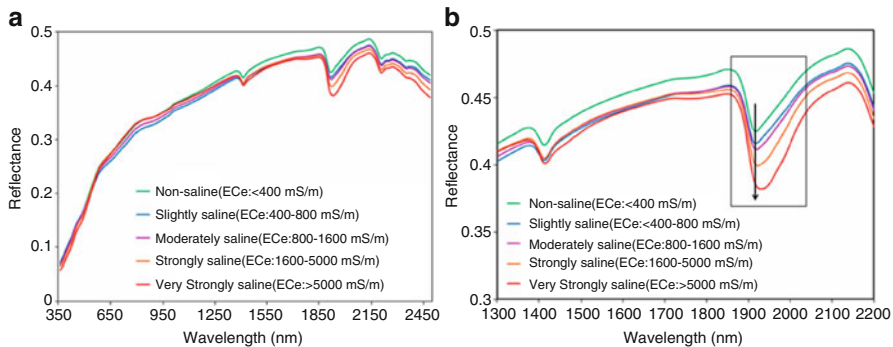 a
0.5
0.4
0.3
0.2
0.1
0
Reflectance
Non-saline(ECe:<400 mS/m)
Slightly saline(ECe:400-800 mS/m)
Moderately saline(ECe:800-1600 mS/m)
Strongly saline(ECe:1600-5000 mS/m)
Very Strongly saline(ECe:>5000 mS/m)
350 650 950 1250 1550 1850 2150 2450
Wavelength (nm)
b
0.5
0.45
0.4
0.35
0.3
Reflectance
Non-saline(ECe:<400 mS/m)
Slightly saline(ECe:<400-800 mS/m)
Moderately saline(ECe:800-1600 mS/m)
Strongly saline(ECe:1600-5000 mS/m)
Very Strongly saline(ECe:>5000 mS/m)
1300 1400 1500 1600 1700 1800 1900 2000 2100 2200
Wavelength (nm)